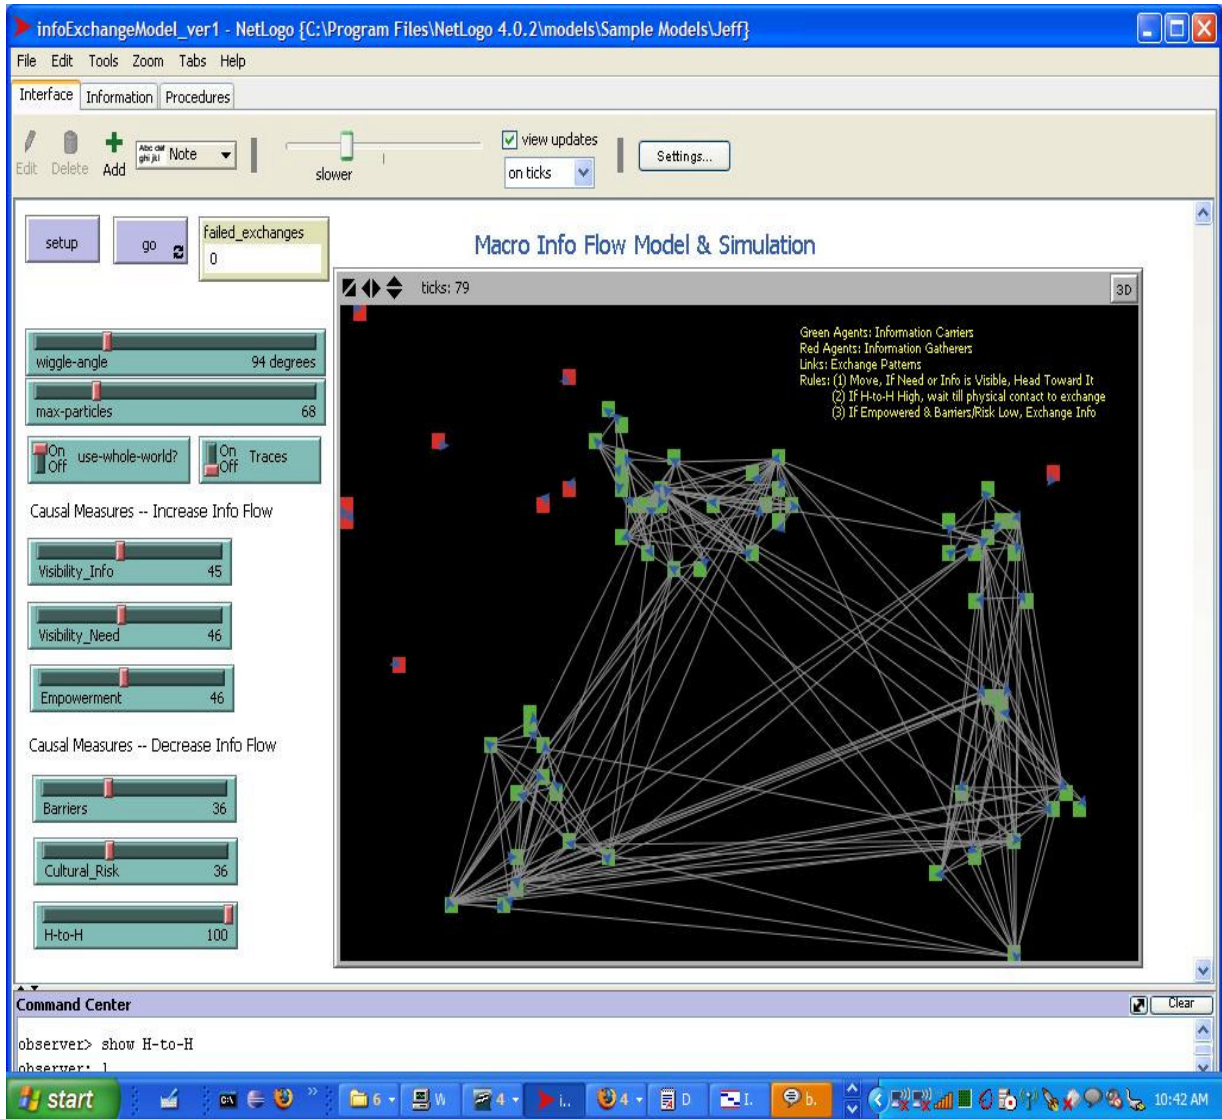 infoExchangeModel_ver1 - NetLogo {C:\Program Files\NetLogo 4.0.2\models\Sample Models\Jeff}
File Edit Tools Zoom Tabs Help
Interface Information Procedures
Edit Delete Add Note slower view updates on ticks Settings...
setup go failed_exchanges
0
Macro Info Flow Model & Simulation
ticks: 79 3D
Green Agents: Information Carriers
Red Agents: Information Gatherers
Links: Exchange Patterns
Rules: (1) Move, If Need or Info is Visible, Head Toward It
(2) If H-to-H High, wait till physical contact to exchange
(3) If Empowered & Barriers/Risk Low, Exchange Info
wiggle-angle 94 degrees
max-particles 68
On Off use-whole-world? On Off Traces
Causal Measures -- Increase Info Flow
Visibility_Info 45
Visibility_Need 46
Empowerment 46
Causal Measures -- Decrease Info Flow
Barriers 36
Cultural_Risk 36
H-to-H 100
Command Center Clear
observer> show H-to-H
observer: 1
start 6 4 i.. 4 D I. b. 10:42 AM